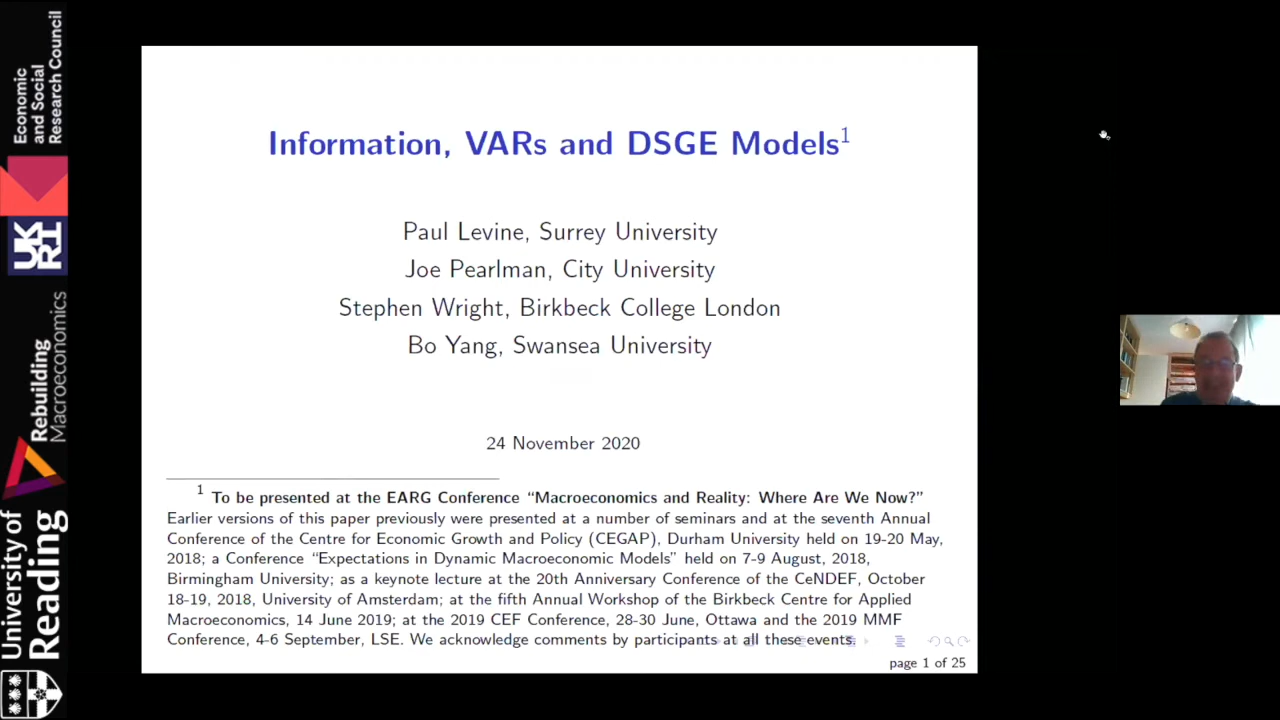 Economic
and Social
Research Council
UK
RI
Rebuilding
Macroeconomics
University of
Reading
Information, VARs and DSGE Models¹
Paul Levine, Surrey University
Joe Pearlman, City University
Stephen Wright, Birkbeck College London
Bo Yang, Swansea University
24 November 2020
¹ To be presented at the EARG Conference “Macroeconomics and Reality: Where Are We Now?”
Earlier versions of this paper previously were presented at a number of seminars and at the seventh Annual
Conference of the Centre for Economic Growth and Policy (CEGAP), Durham University held on 19-20 May,
2018; a Conference “Expectations in Dynamic Macroeconomic Models” held on 7-9 August, 2018,
Birmingham University; as a keynote lecture at the 20th Anniversary Conference of the CeNDEF, October
18-19, 2018, University of Amsterdam; at the fifth Annual Workshop of the Birkbeck Centre for Applied
Macroeconomics, 14 June 2019; at the 2019 CEF Conference, 28-30 June, Ottawa and the 2019 MMF
Conference, 4-6 September, LSE. We acknowledge comments by participants at all these events.
page 1 of 25